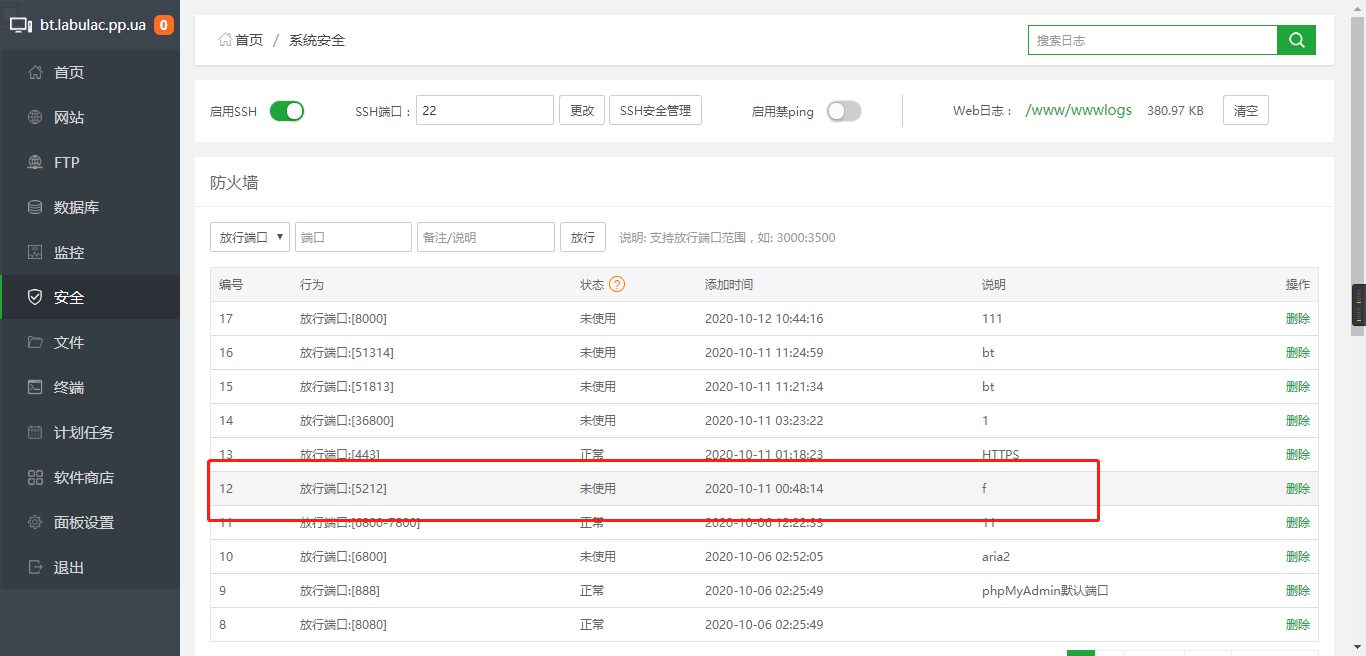 bt.labulac.pp.ua 0
首页
网站
FTP
数据库
监控
安全
文件
终端
计划任务
软件商店
面板设置
退出
首页 / 系统安全
搜索日志
启用SSH SSH端口： 22 更改 SSH安全管理 启用禁ping Web日志： /www/wwwlogs 380.97 KB 清空
防火墙
放行端口 端口 备注/说明 放行 说明: 支持放行端口范围，如: 3000:3500
编号 行为 状态 ? 添加时间 说明 操作
17 放行端口:[8000] 未使用 2020-10-12 10:44:16 111 删除
16 放行端口:[51314] 未使用 2020-10-11 11:24:59 bt 删除
15 放行端口:[51813] 未使用 2020-10-11 11:21:34 bt 删除
14 放行端口:[36800] 未使用 2020-10-11 03:23:22 1 删除
13 放行端口:[443] 正常 2020-10-11 01:18:23 HTTPS 删除
12 放行端口:[5212] 未使用 2020-10-11 00:48:14 f 删除
11 放行端口:[6800-7800] 正常 2020-10-06 12:22:33 11 删除
10 放行端口:[6800] 未使用 2020-10-06 02:52:05 aria2 删除
9 放行端口:[888] 正常 2020-10-06 02:25:49 phpMyAdmin默认端口 删除
8 放行端口:[8080] 正常 2020-10-06 02:25:49 删除